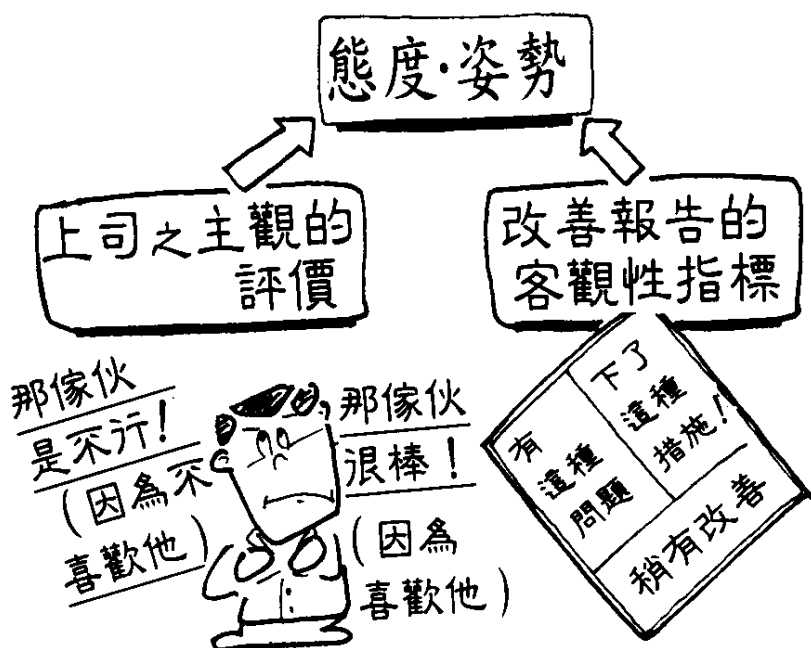 態度·姿勢
上司之主觀的
評價
改善報告的
客觀性指標
那傢伙
是不行!
(因為不
喜歡他)
那傢伙
很棒!
(因為
喜歡他)
有
這種
問題
下了
這種
措施!
稍有改善